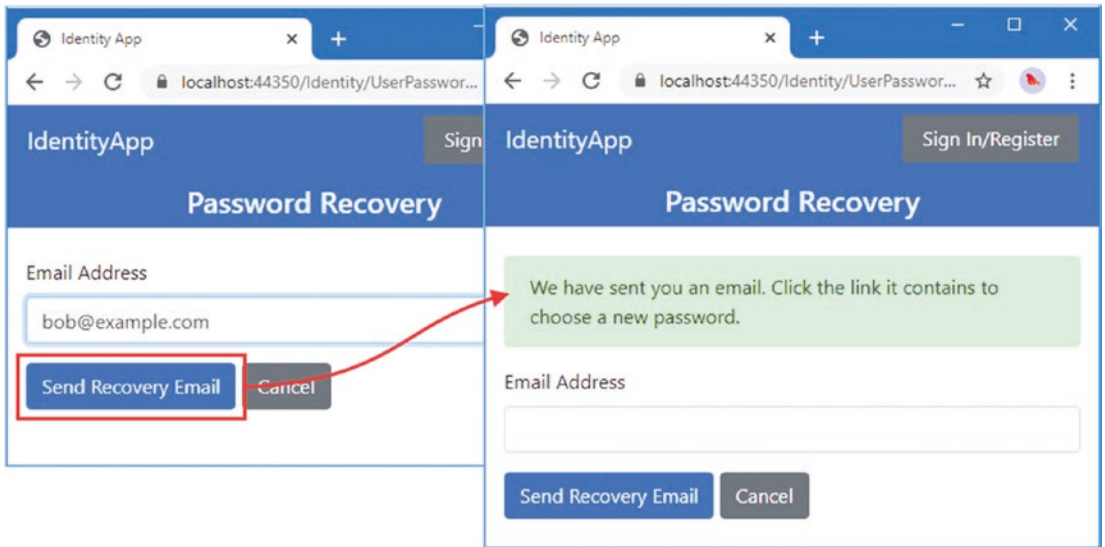 Identity App
localhost:44350/Identity/UserPasswor...
IdentityApp
Sign
Password Recovery
Email Address
bob@example.com
Send Recovery Email
Cancel
Identity App
localhost:44350/Identity/UserPasswor...
IdentityApp
Sign In/Register
Password Recovery
We have sent you an email. Click the link it contains to
choose a new password.
Email Address
Send Recovery Email
Cancel